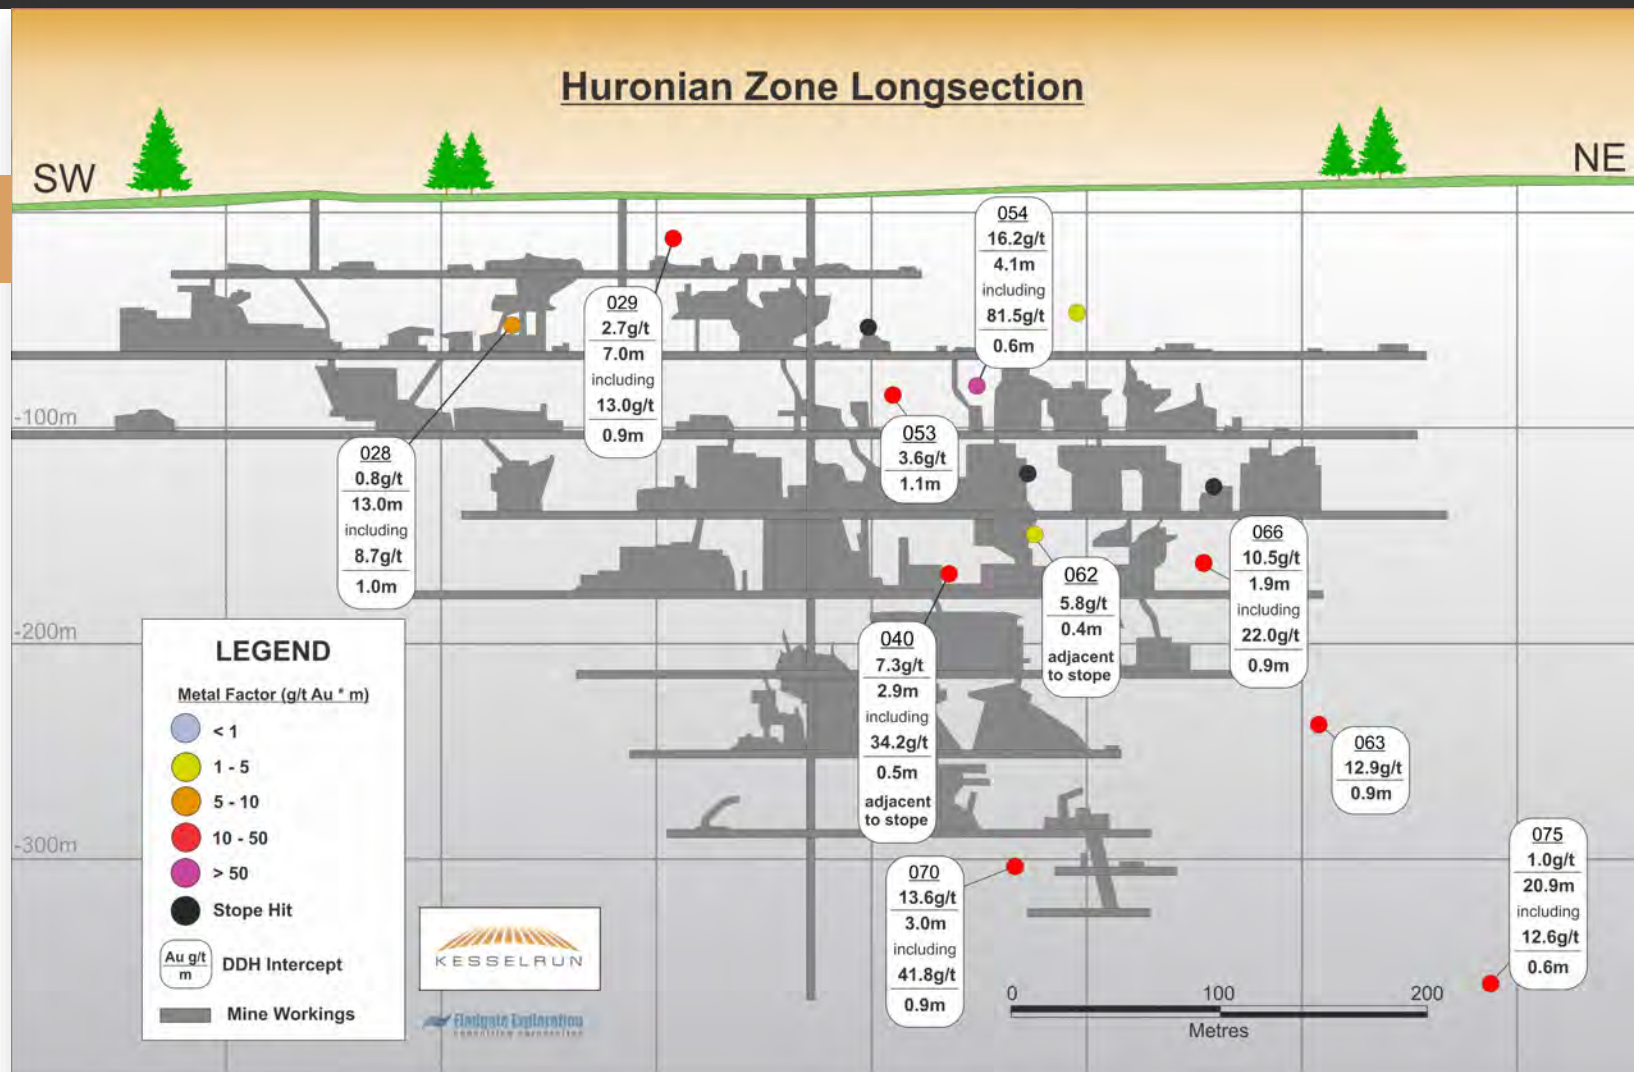 Huronian Zone Longsection
SW
NE
054
16.2g/t
4.1m
including
81.5g/t
0.6m
029
2.7g/t
7.0m
including
13.0g/t
0.9m
-100m
053
3.6g/t
1.1m
028
0.8g/t
13.0m
including
8.7g/t
1.0m
066
10.5g/t
1.9m
including
22.0g/t
0.9m
062
5.8g/t
0.4m
adjacent
to stope
-200m
040
7.3g/t
2.9m
including
34.2g/t
0.5m
adjacent
to stope
063
12.9g/t
0.9m
-300m
075
1.0g/t
20.9m
including
12.6g/t
0.6m
070
13.6g/t
3.0m
including
41.8g/t
0.9m
LEGEND
Metal Factor (g/t Au * m)
< 1
1 - 5
5 - 10
10 - 50
> 50
Stope Hit
Au g/t
m
DDH Intercept
Mine Workings
KESSELRUN
Fladgate Exploration
0 100 200
Metres